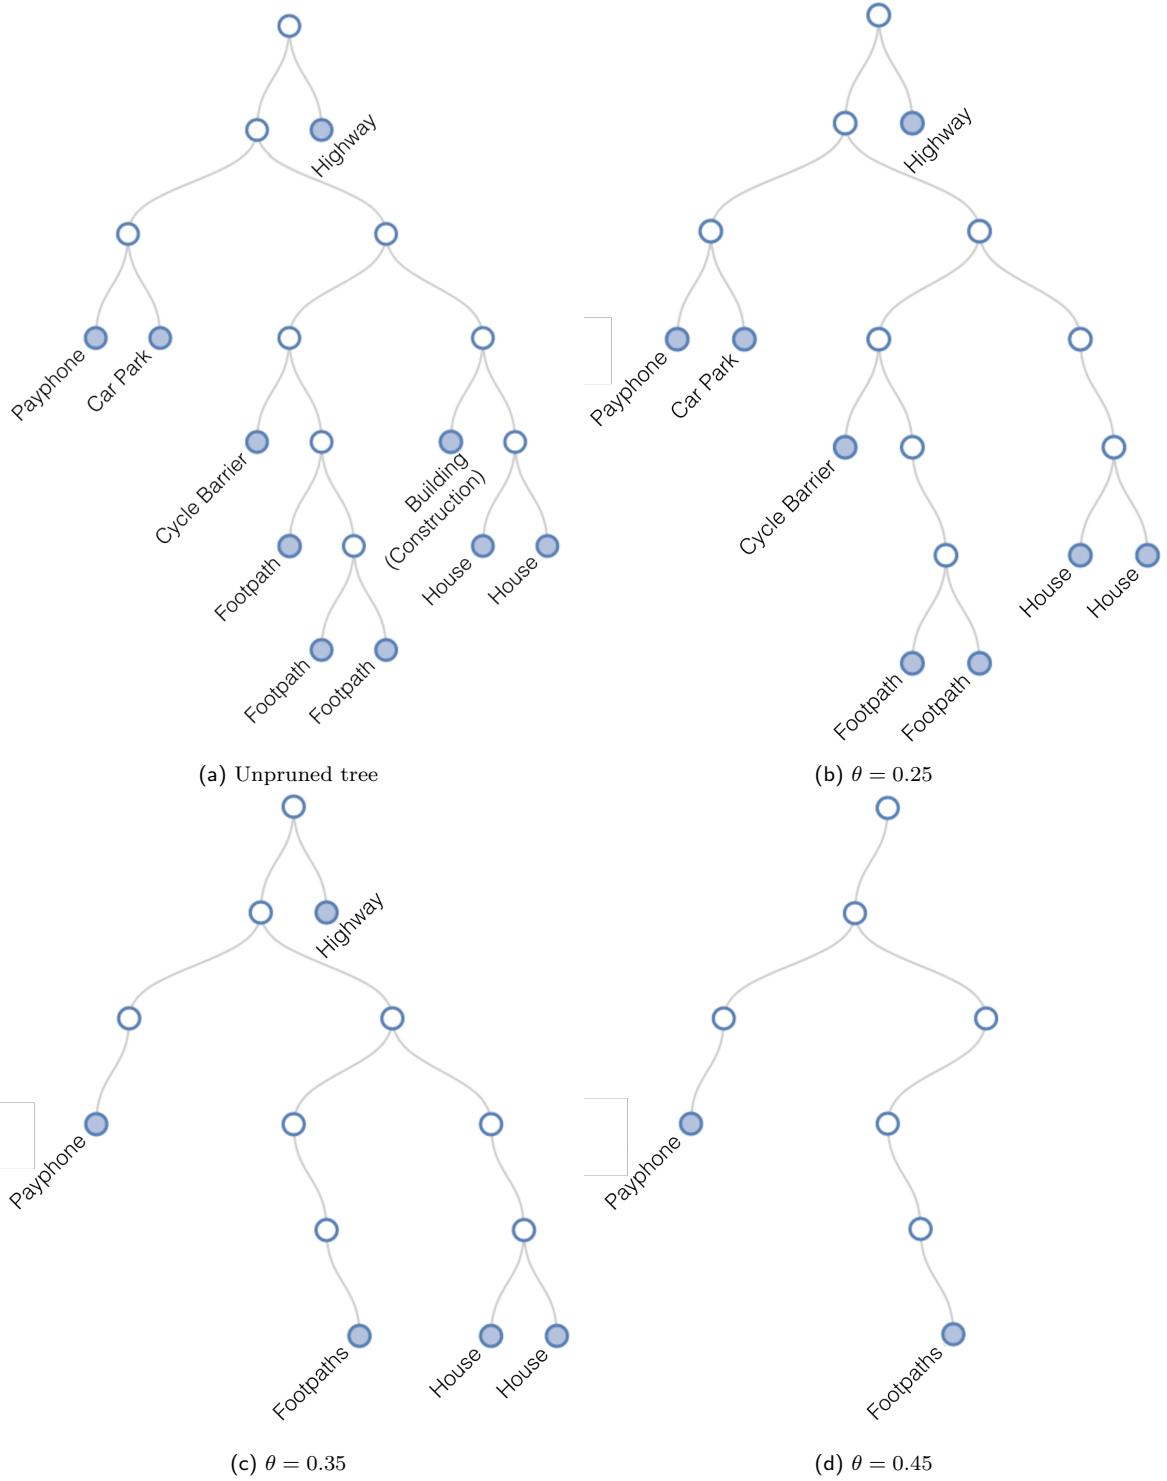 Highway
Payphone
Car Park
Cycle Barrier
Building
(Construction)
Footpath
House
House
Footpath
Footpath
(a) Unpruned tree
Highway
Payphone
Car Park
Cycle Barrier
House
House
Footpath
Footpath
(b) θ = 0.25
Highway
Payphone
Footpaths
House
House
(c) θ = 0.35
Payphone
Footpaths
(d) θ = 0.45